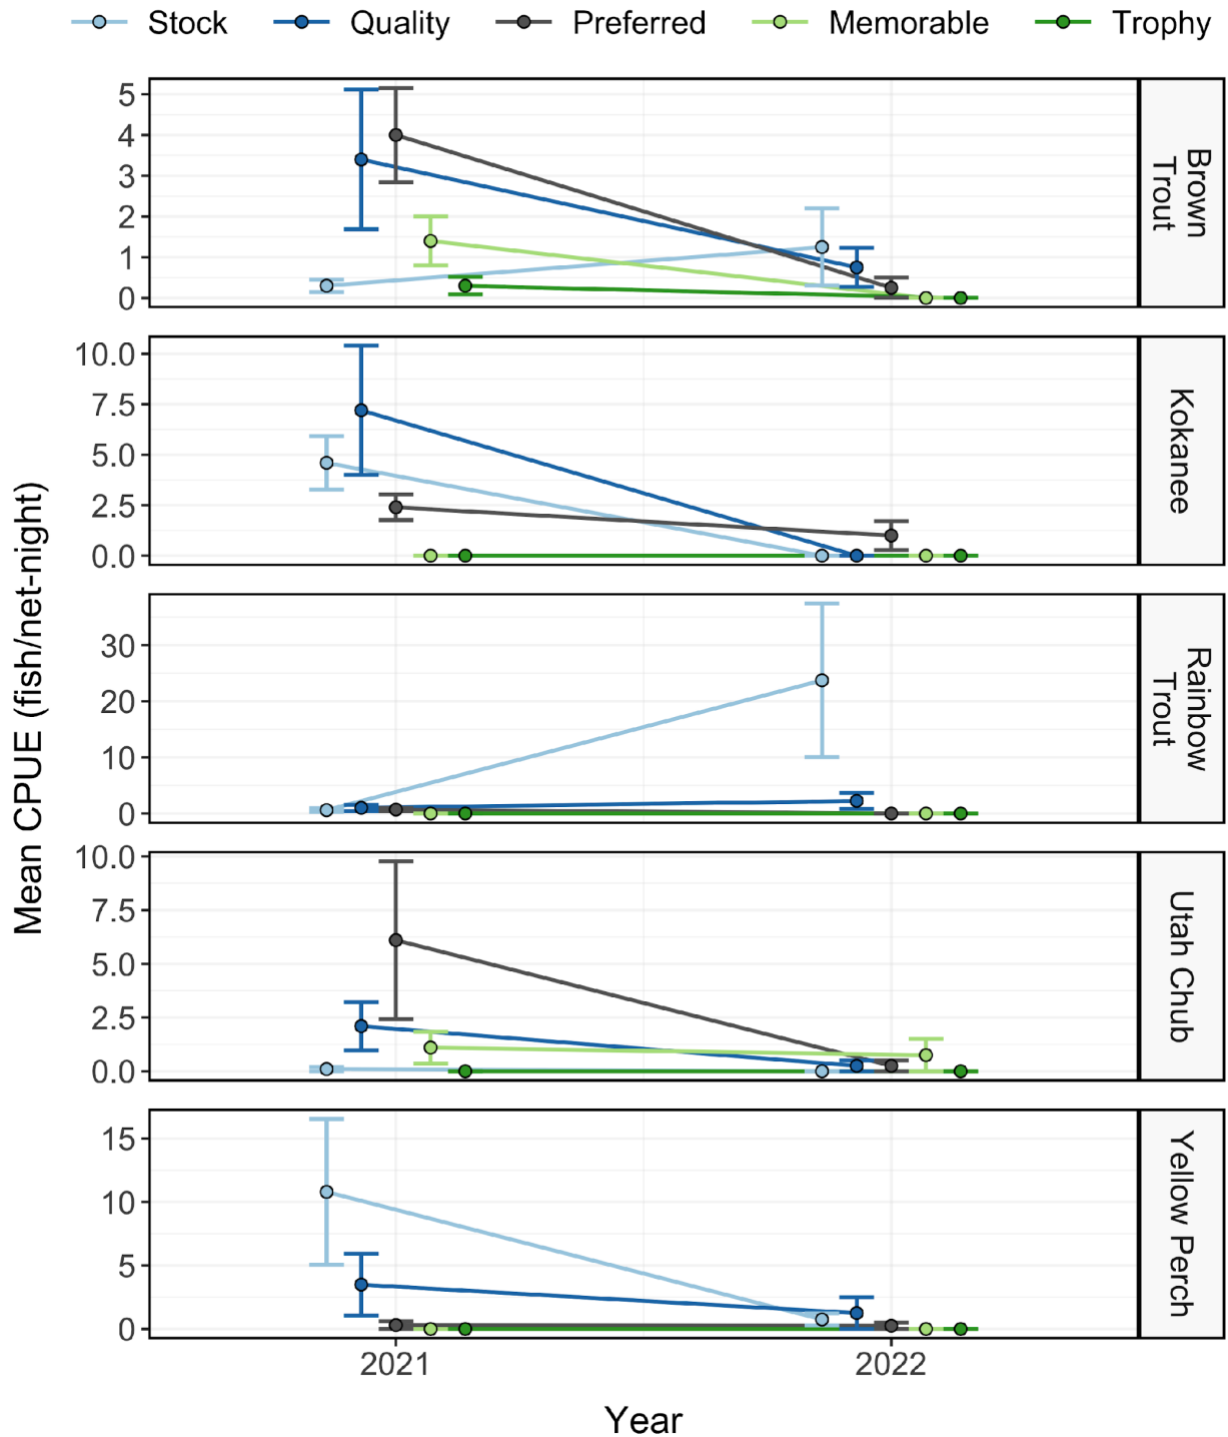 Stock Quality Preferred Memorable Trophy
Mean CPUE (fish/net-night)
5
4
3
2
1
0
Brown
Trout
10.0
7.5
5.0
2.5
0.0
Kokanee
30
20
10
0
Rainbow
Trout
10.0
7.5
5.0
2.5
0.0
Utah Chub
15
10
5
0
Yellow Perch
2021 2022
Year